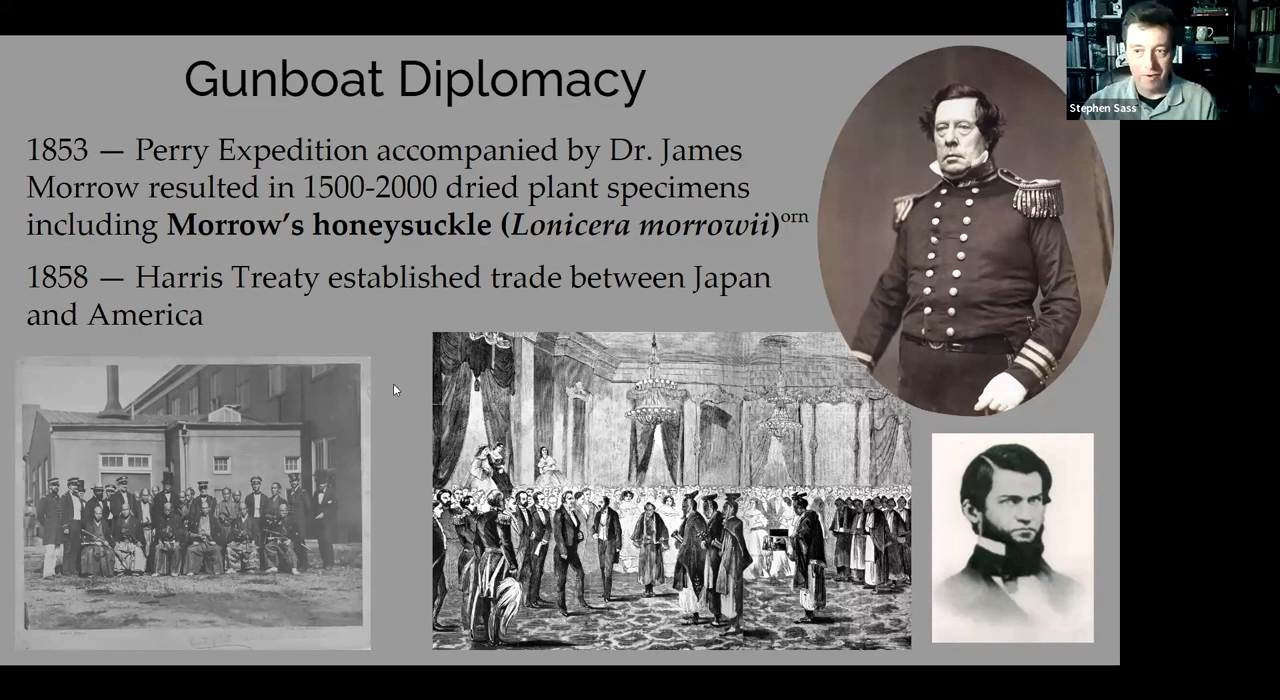 Gunboat Diplomacy
Stephen Sass
1853 — Perry Expedition accompanied by Dr. James
Morrow resulted in 1500-2000 dried plant specimens
including Morrow's honeysuckle (Lonicera morrowii)orn
1858 — Harris Treaty established trade between Japan
and America